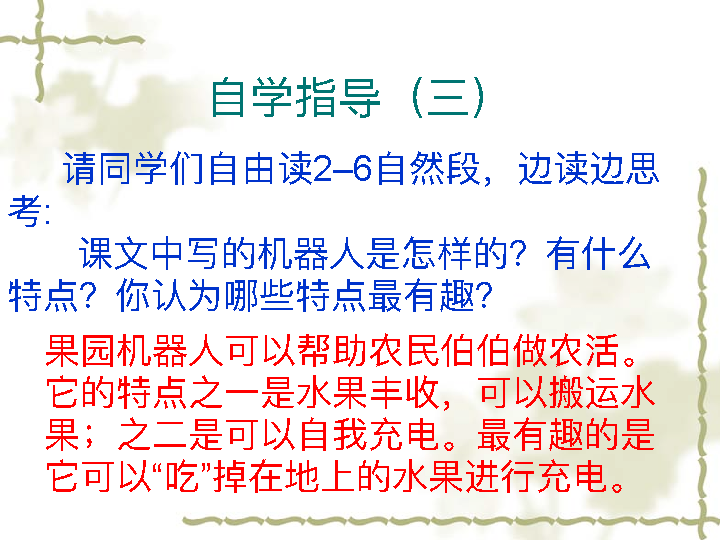 自学指导（三）
请同学们自由读2–6自然段，边读边思
考:
课文中写的机器人是怎样的？有什么
特点？你认为哪些特点最有趣？
果园机器人可以帮助农民伯伯做农活。
它的特点之一是水果丰收，可以搬运水
果；之二是可以自我充电。最有趣的是
它可以“吃”掉在地上的水果进行充电。